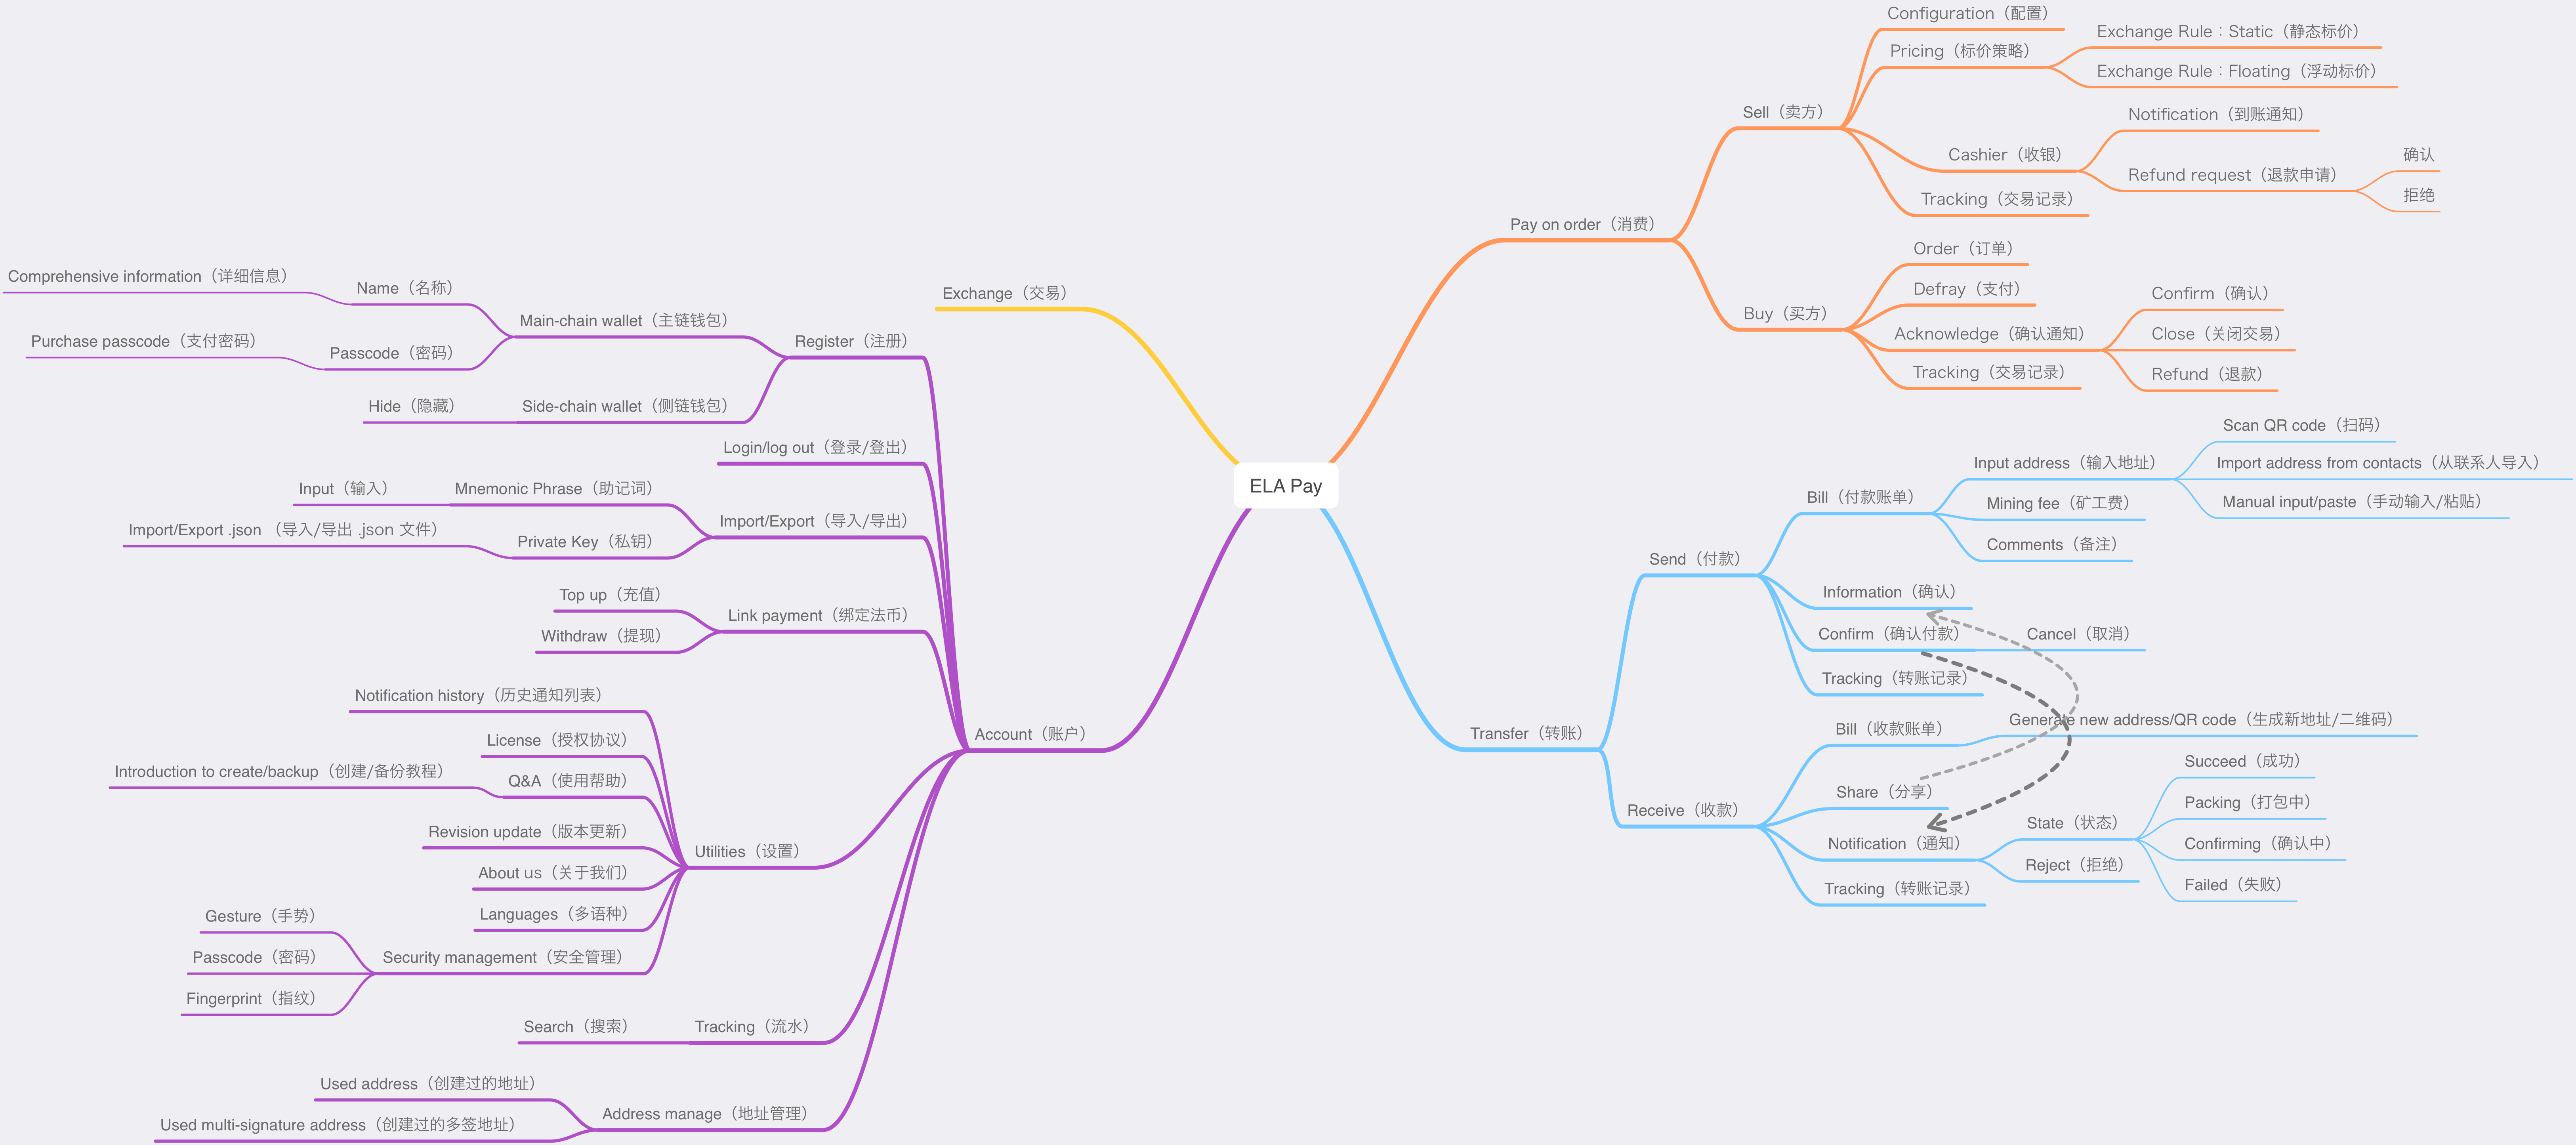 ELA Pay
Pay on order（消费）
Sell（卖方）
Configuration（配置）
Pricing（标价策略）
Exchange Rule：Static（静态标价）
Exchange Rule：Floating（浮动标价）
Cashier（收银）
Notification（到账通知）
Refund request（退款申请）
确认
拒绝
Tracking（交易记录）
Buy（买方）
Order（订单）
Defray（支付）
Acknowledge（确认通知）
Confirm（确认）
Close（关闭交易）
Refund（退款）
Tracking（交易记录）
Transfer（转账）
Send（付款）
Bill（付款账单）
Input address（输入地址）
Scan QR code（扫码）
Import address from contacts（从联系人导入）
Manual input/paste（手动输入/粘贴）
Mining fee（矿工费）
Comments（备注）
Information（确认）
Confirm（确认付款）
Cancel（取消）
Tracking（转账记录）
Receive（收款）
Bill（收款账单）
Generate new address/QR code（生成新地址/二维码）
Share（分享）
Notification（通知）
State（状态）
Succeed（成功）
Packing（打包中）
Confirming（确认中）
Failed（失败）
Reject（拒绝）
Tracking（转账记录）
Exchange（交易）
Account（账户）
Register（注册）
Main-chain wallet（主链钱包）
Name（名称）
Comprehensive information（详细信息）
Passcode（密码）
Purchase passcode（支付密码）
Side-chain wallet（侧链钱包）
Hide（隐藏）
Login/log out（登录/登出）
Import/Export（导入/导出）
Mnemonic Phrase（助记词）
Input（输入）
Private Key（私钥）
Import/Export .json （导入/导出 .json 文件）
Link payment（绑定法币）
Top up（充值）
Withdraw（提现）
Utilities（设置）
Notification history（历史通知列表）
License（授权协议）
Q&A（使用帮助）
Introduction to create/backup（创建/备份教程）
Revision update（版本更新）
About us（关于我们）
Languages（多语种）
Security management（安全管理）
Gesture（手势）
Passcode（密码）
Fingerprint（指纹）
Tracking（流水）
Search（搜索）
Address manage（地址管理）
Used address（创建过的地址）
Used multi-signature address（创建过的多签地址）